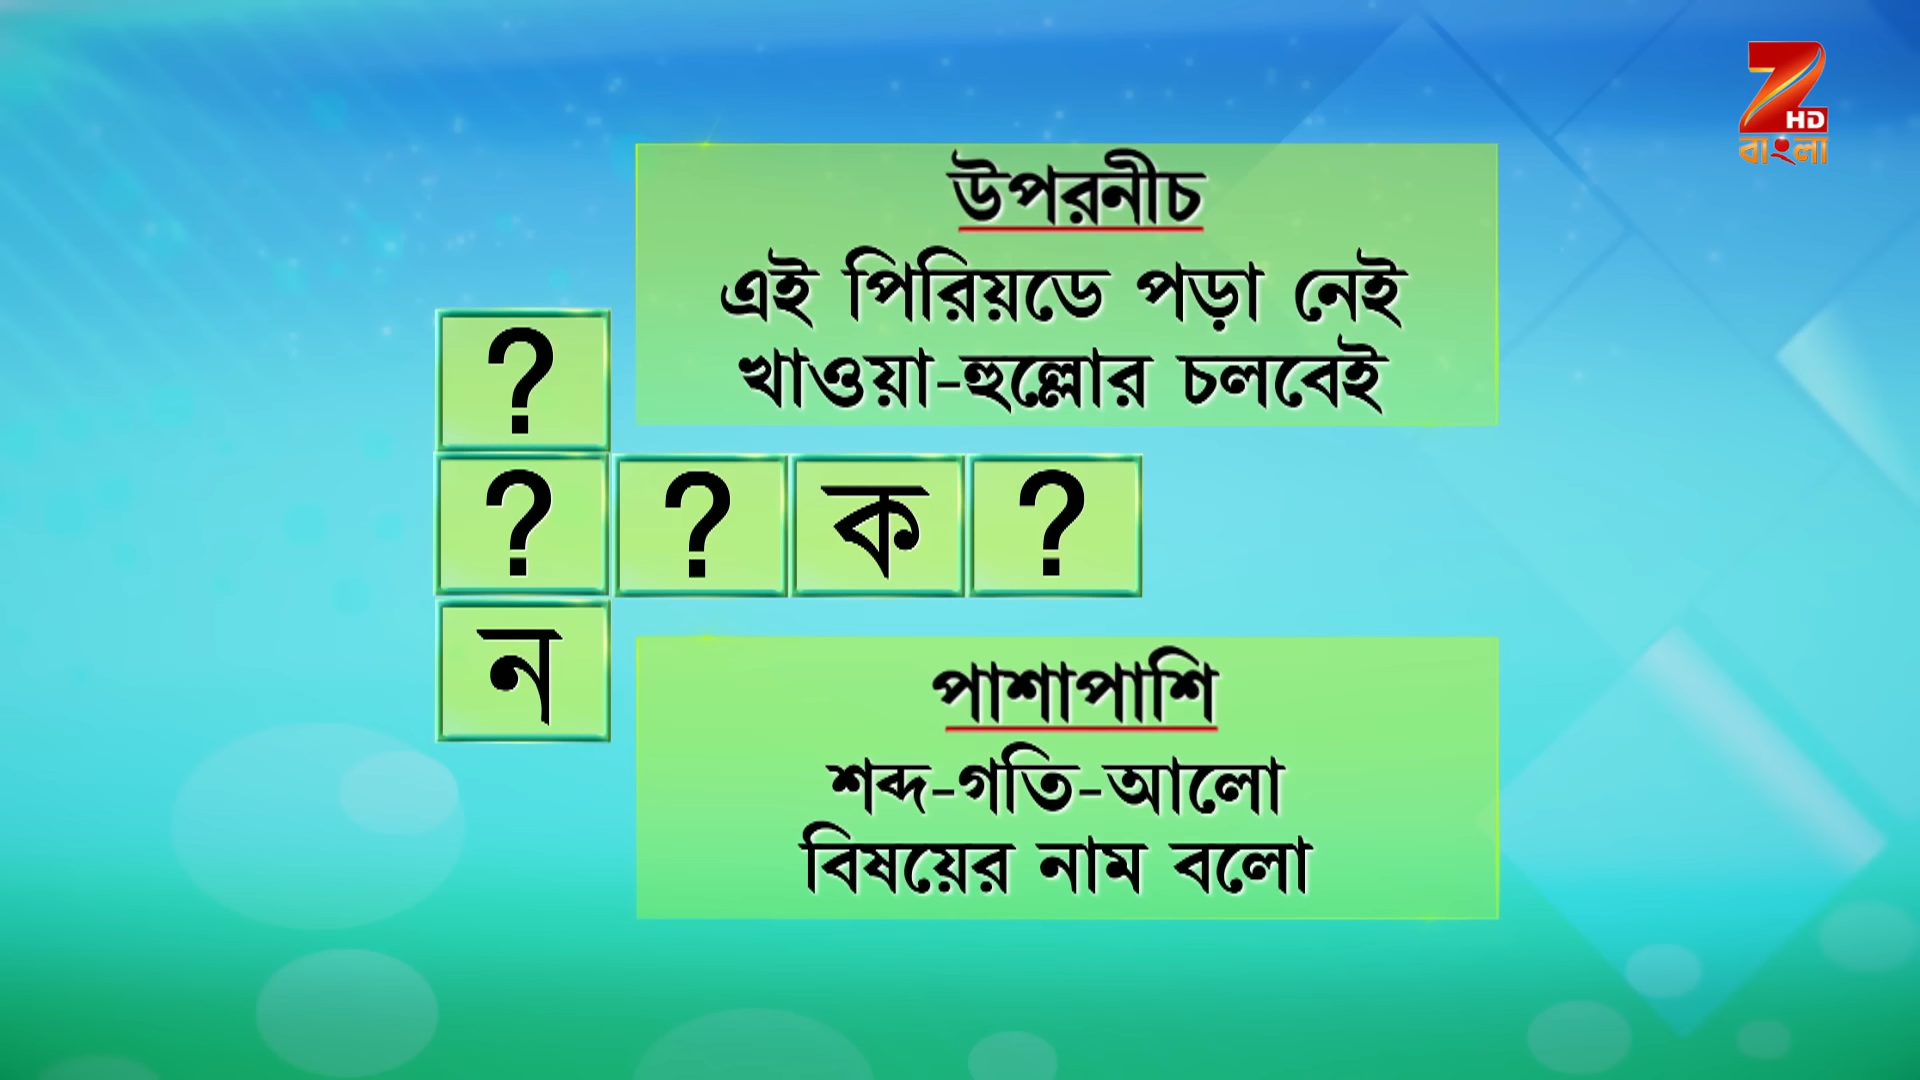 HD
বাংলা
উপরনীচ
এই পিরিয়ডে পড়া নেই
খাওয়া-হুল্লোর চলবেই
?
? ? ক ?
ন
পাশাপাশি
শব্দ-গতি-আলো
বিষয়ের নাম বলো